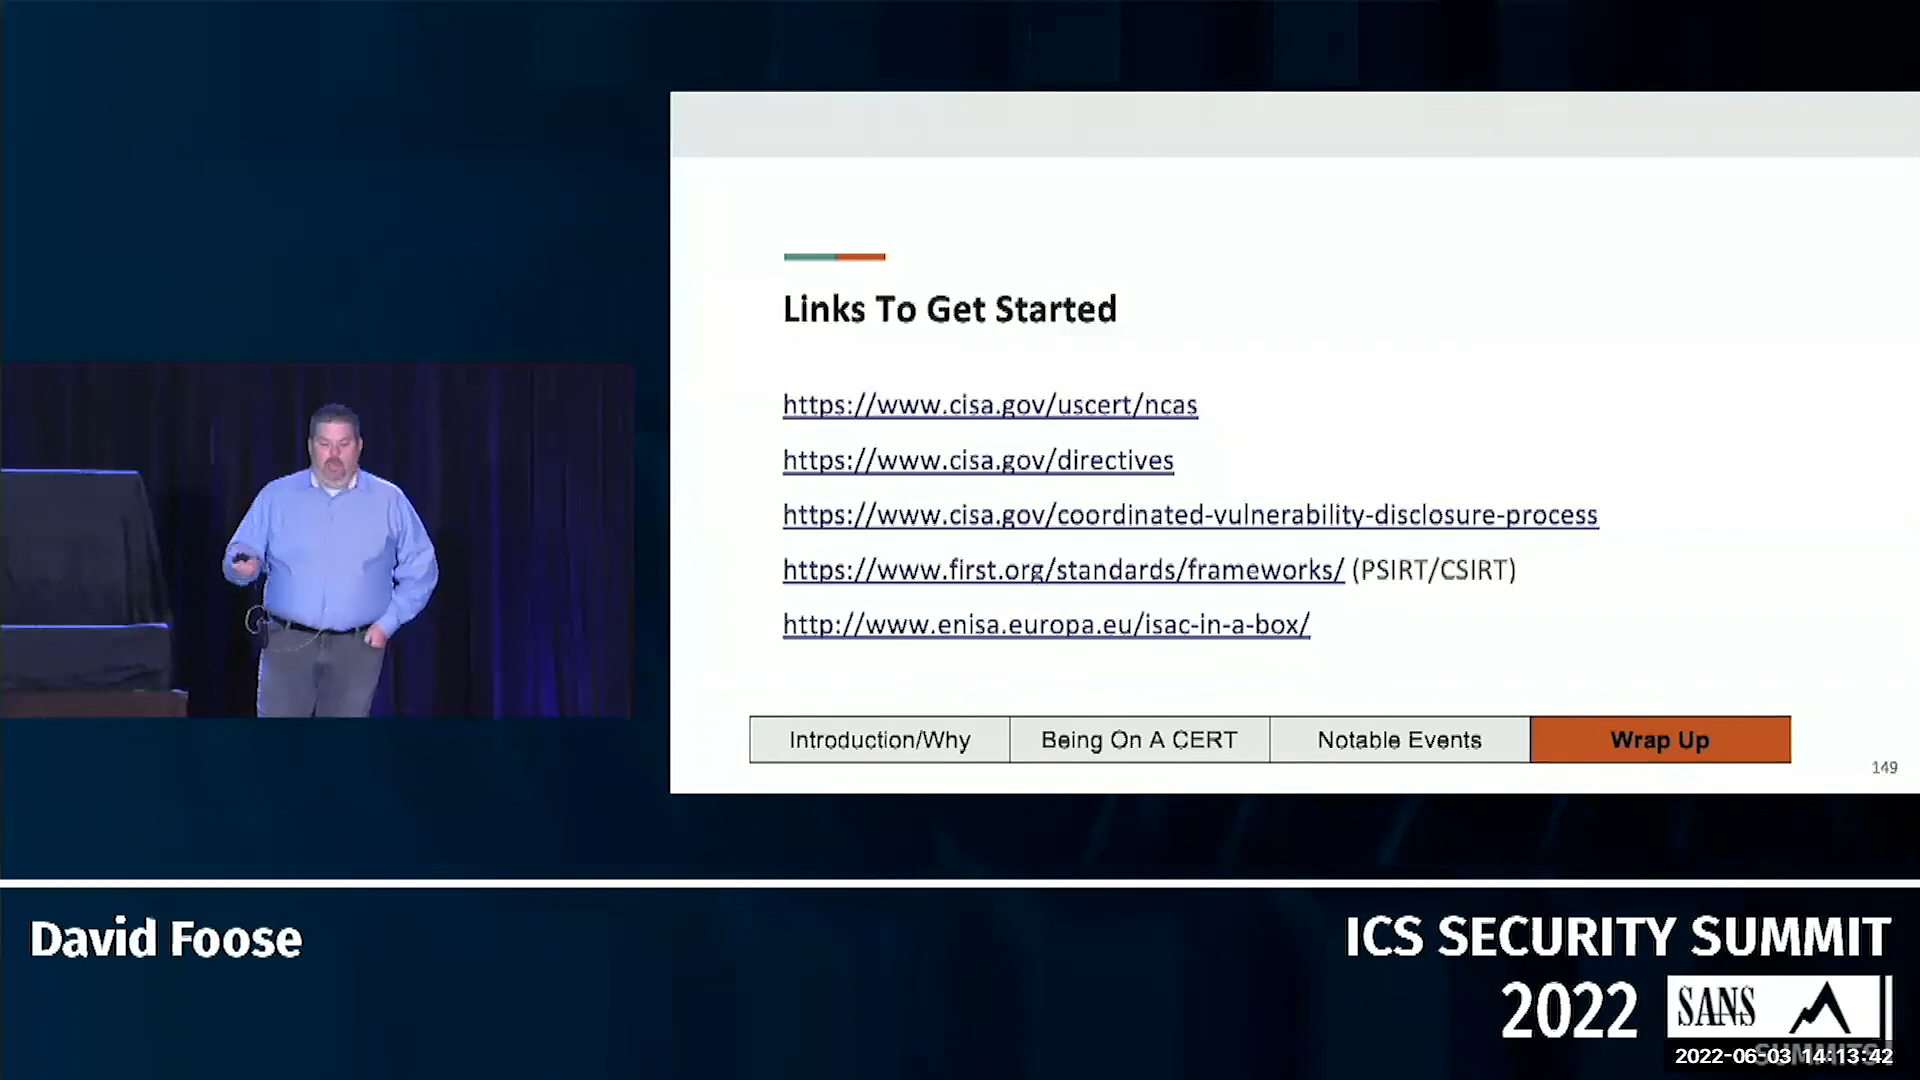 Links To Get Started
https://www.cisa.gov/uscert/ncas
https://www.cisa.gov/directives
https://www.cisa.gov/coordinated-vulnerability-disclosure-process
https://www.first.org/standards/frameworks/ (PSIRT/CSIRT)
http://www.enisa.europa.eu/isac-in-a-box/
Introduction/Why Being On A CERT Notable Events Wrap Up
149
David Foose
ICS SECURITY SUMMIT
2022 SANS
SUMMITS
2022-06-03 14:13:42